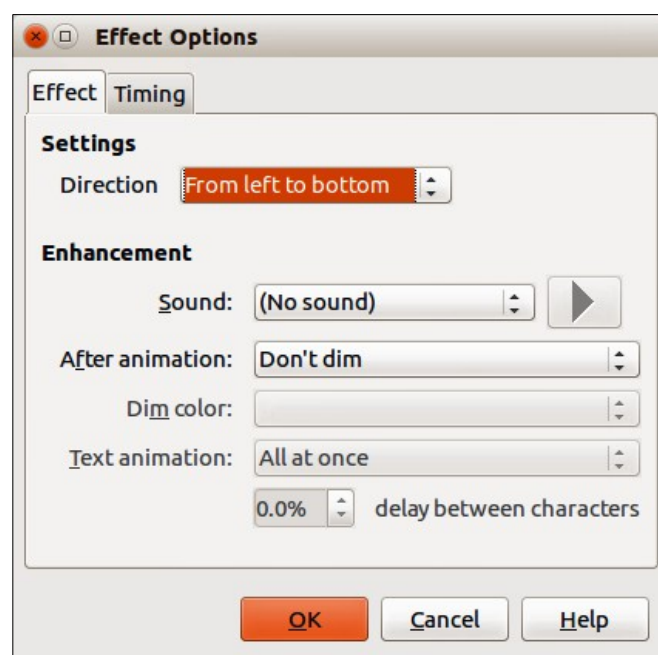 Effect Options
Effect Timing
Settings
Direction From left to bottom
Enhancement
Sound: (No sound)
After animation: Don't dim
Dim color:
Text animation: All at once
0.0% delay between characters
OK Cancel Help